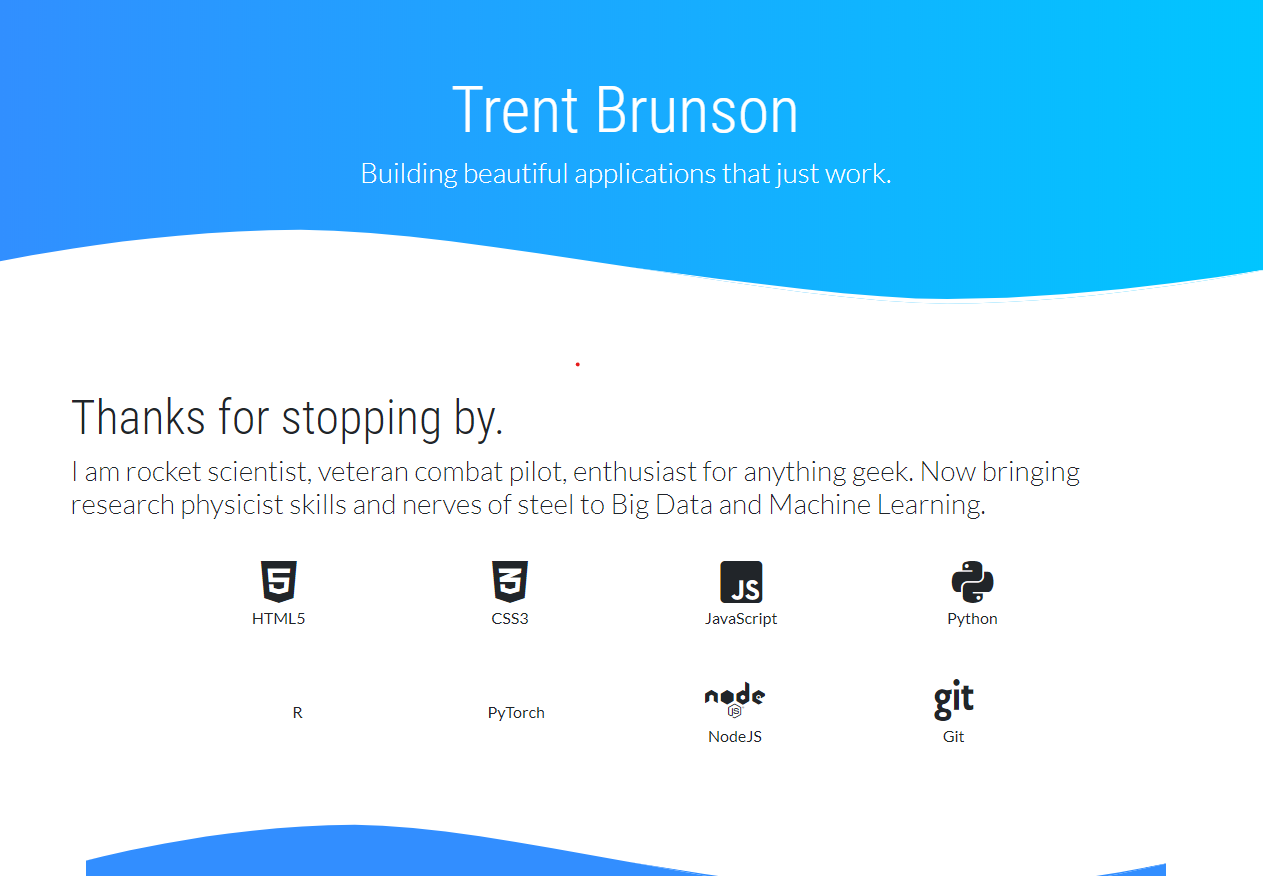 Trent Brunson
Building beautiful applications that just work.
Thanks for stopping by.
I am rocket scientist, veteran combat pilot, enthusiast for anything geek. Now bringing
research physicist skills and nerves of steel to Big Data and Machine Learning.
5 3 JS
HTML5 CSS3 JavaScript Python
node JS git
R PyTorch
NodeJS Git